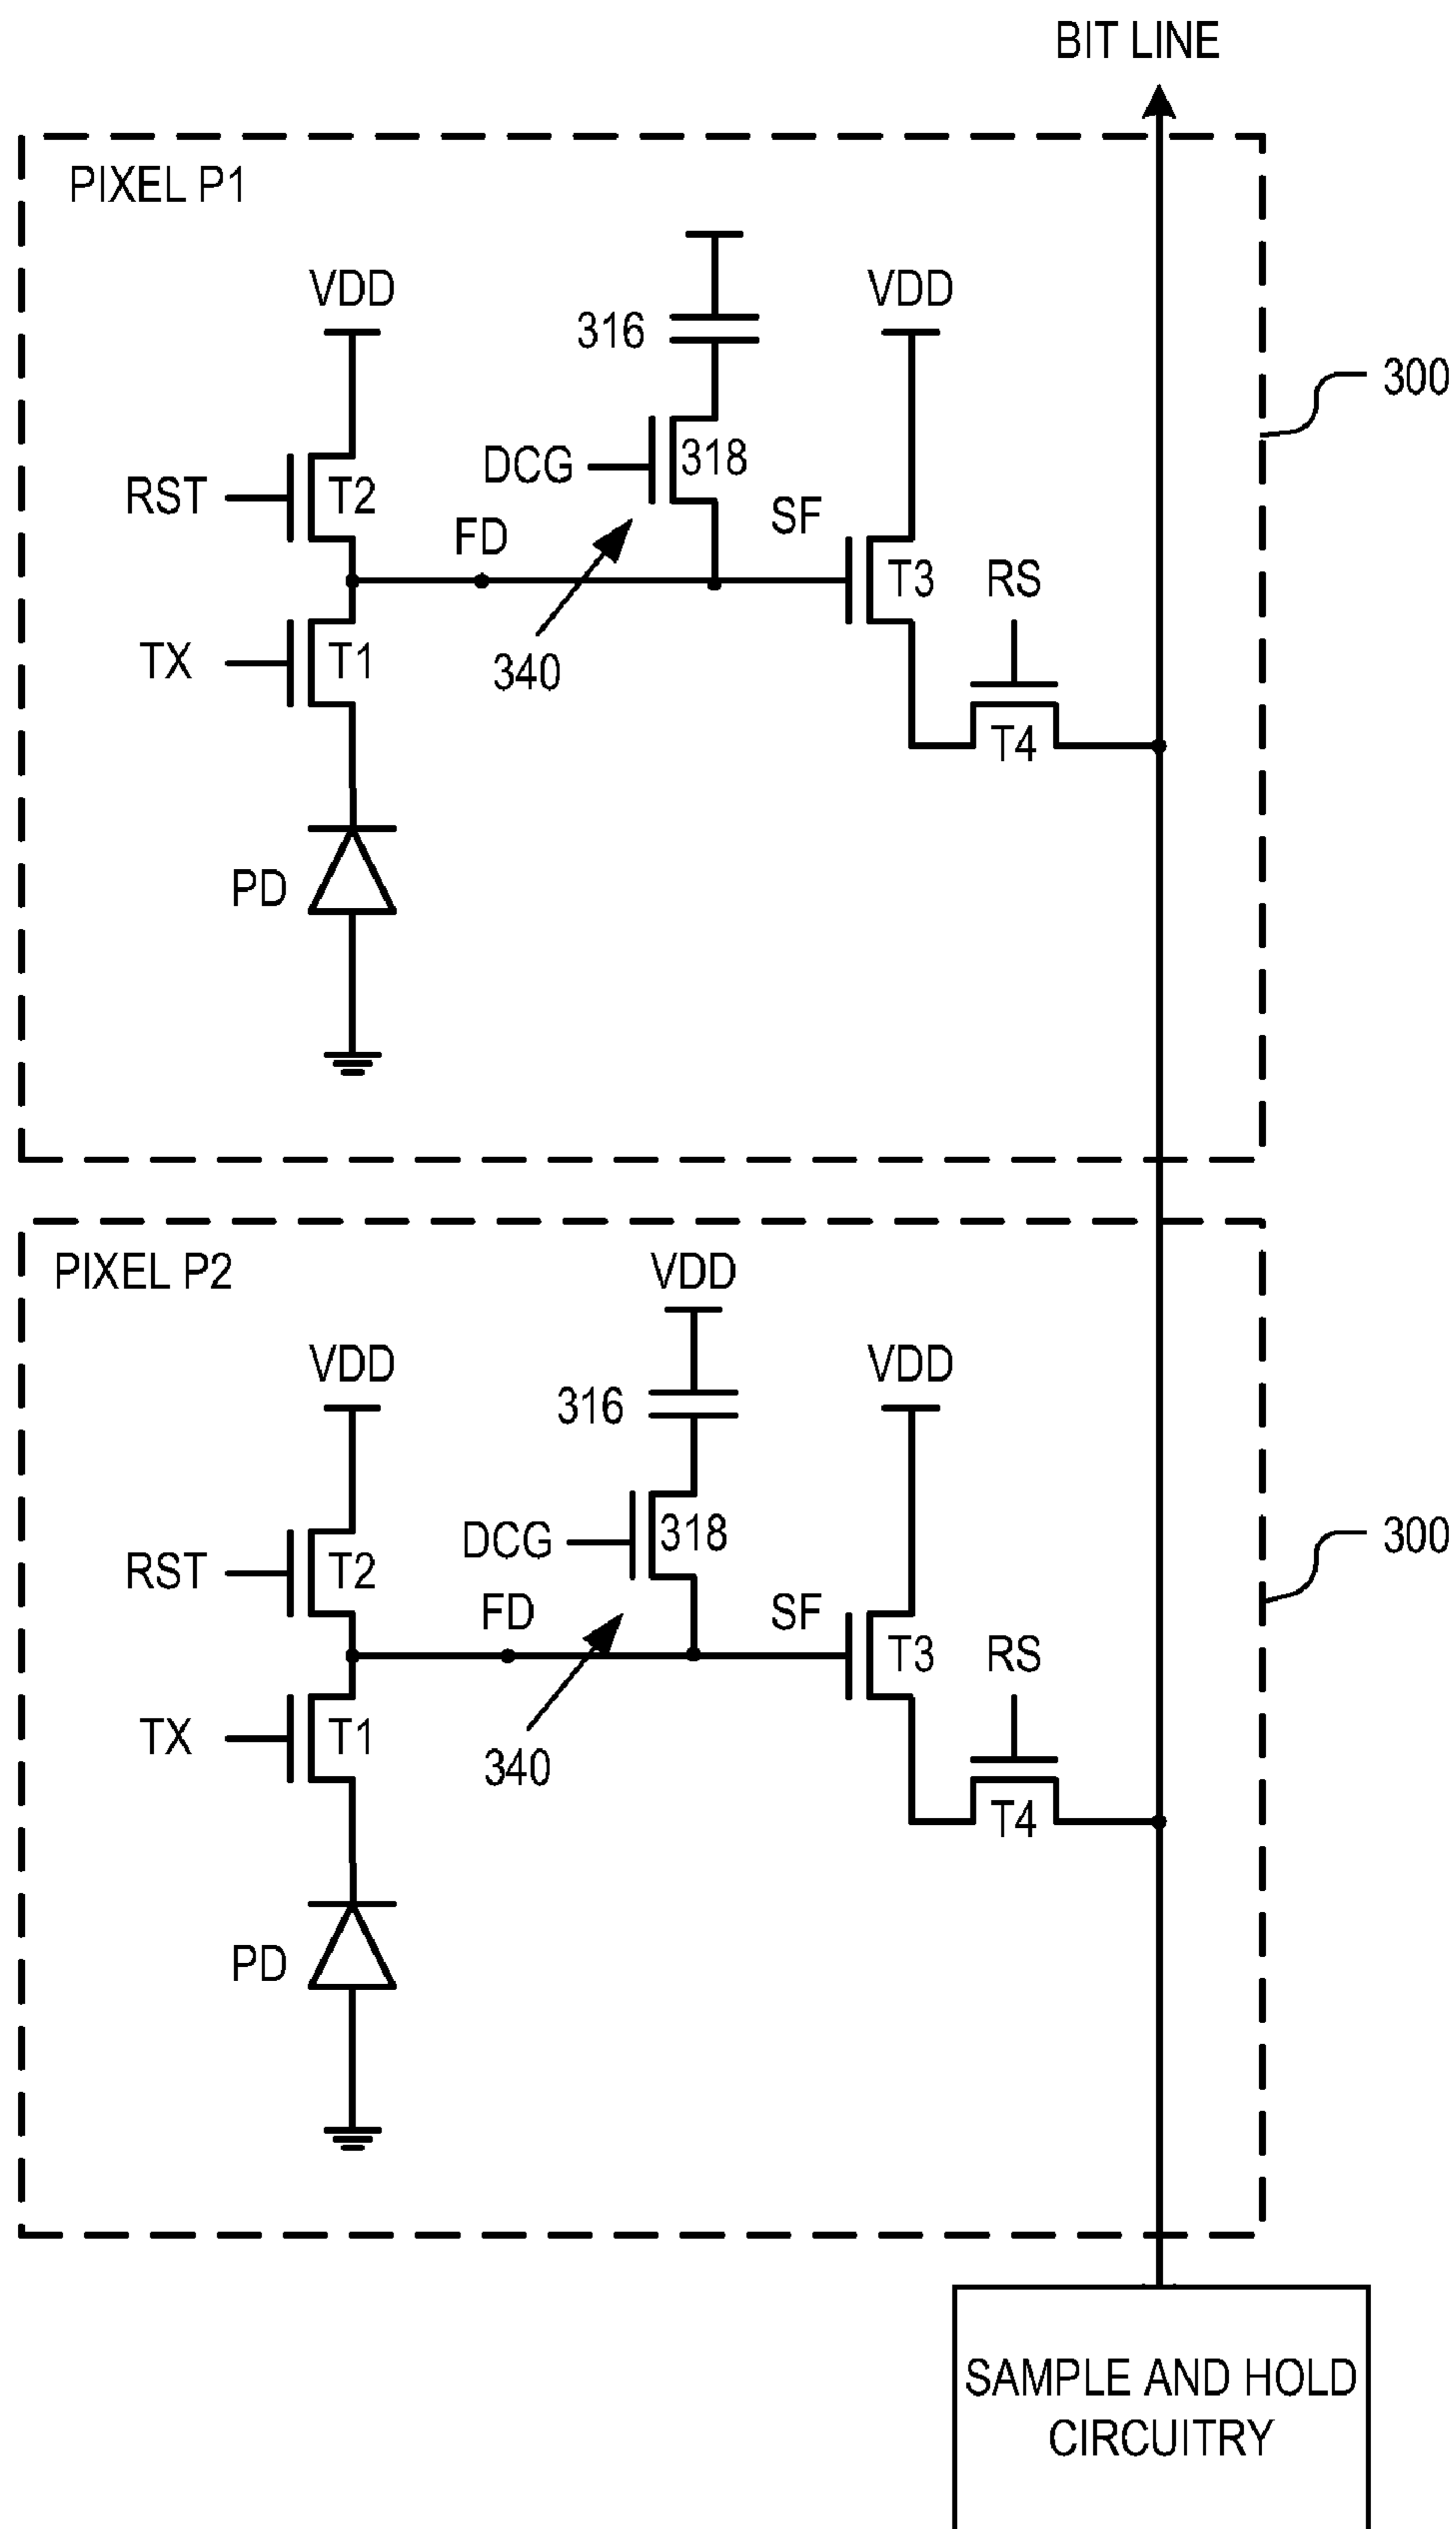 BIT LINE
PIXEL P1
VDD
316
VDD
300
DCG
318
RST
T2
FD
SF
T3
RS
TX
T1
340
T4
PD
PIXEL P2
VDD
VDD
316
VDD
300
DCG
318
RST
T2
FD
SF
T3
RS
TX
T1
340
T4
PD
SAMPLE AND HOLD
CIRCUITRY